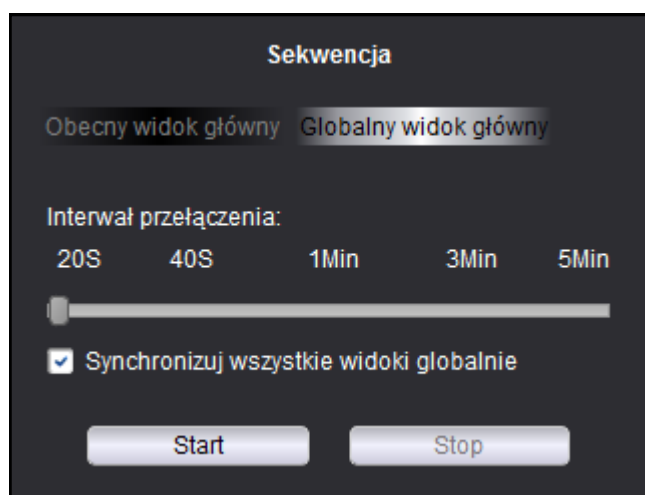 Sekwencja
Obecny widok główny Globalny widok główny
Interwał przełączenia:
20S 40S 1Min 3Min 5Min
Synchronizuj wszystkie widoki globalnie
Start Stop